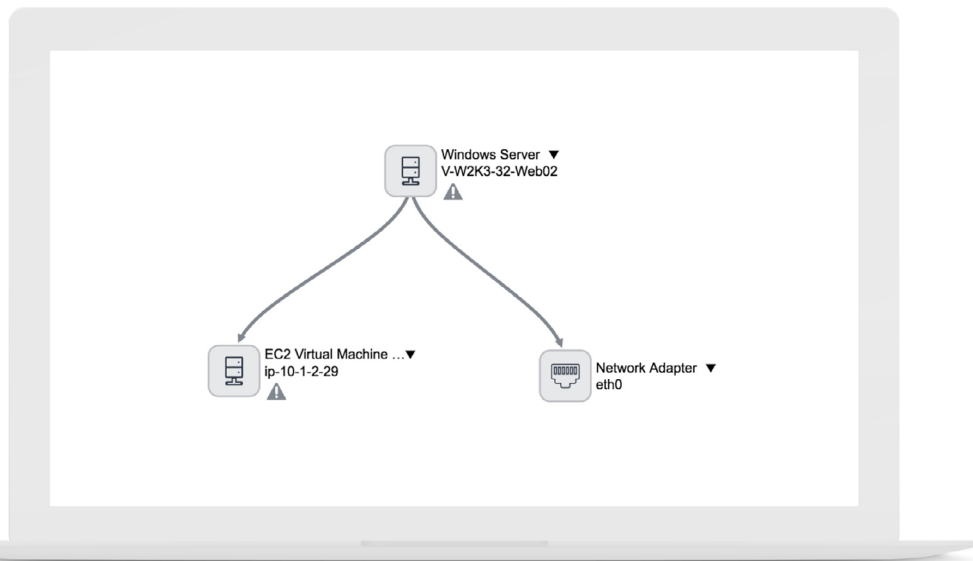 Windows Server ▼
V-W2K3-32-Web02
EC2 Virtual Machine ...▼
ip-10-1-2-29
Network Adapter ▼
eth0